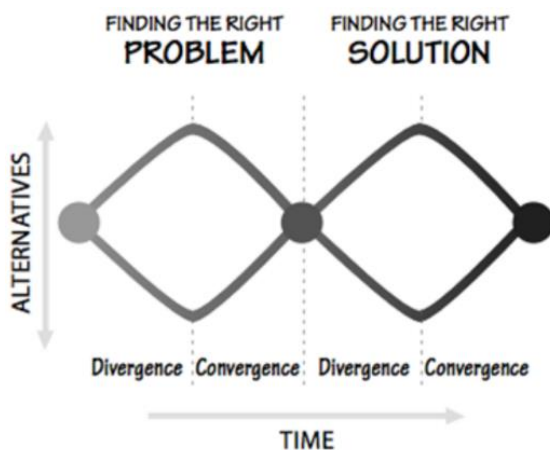 FINDING THE RIGHT
PROBLEM
FINDING THE RIGHT
SOLUTION
ALTERNATIVES
Divergence Convergence Divergence Convergence
TIME